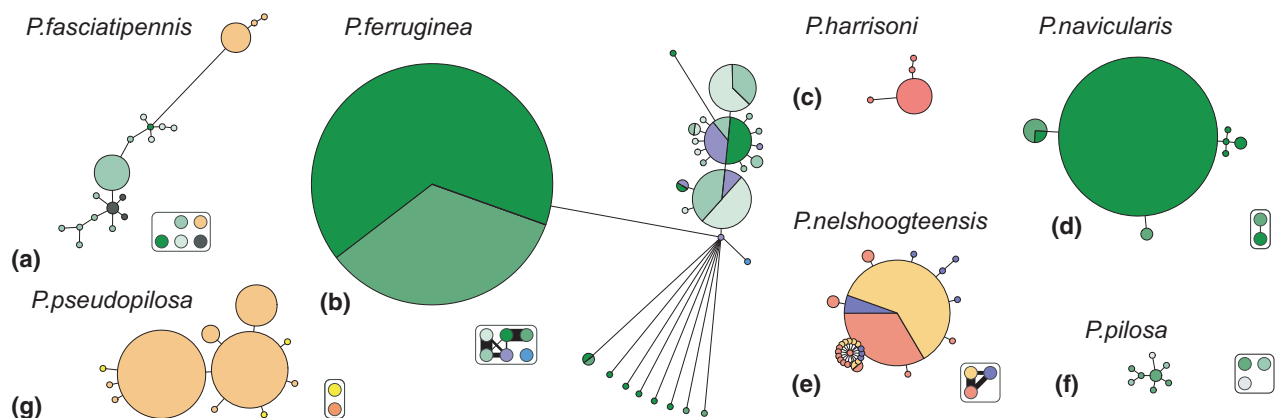 P.fasciatipennis
(a)
P.ferruginea
(b)
P.harrisoni
(c)
P.navicularis
(d)
P.nelshoogteensis
(e)
P.pilosa
(f)
P.pseudopilosa
(g)